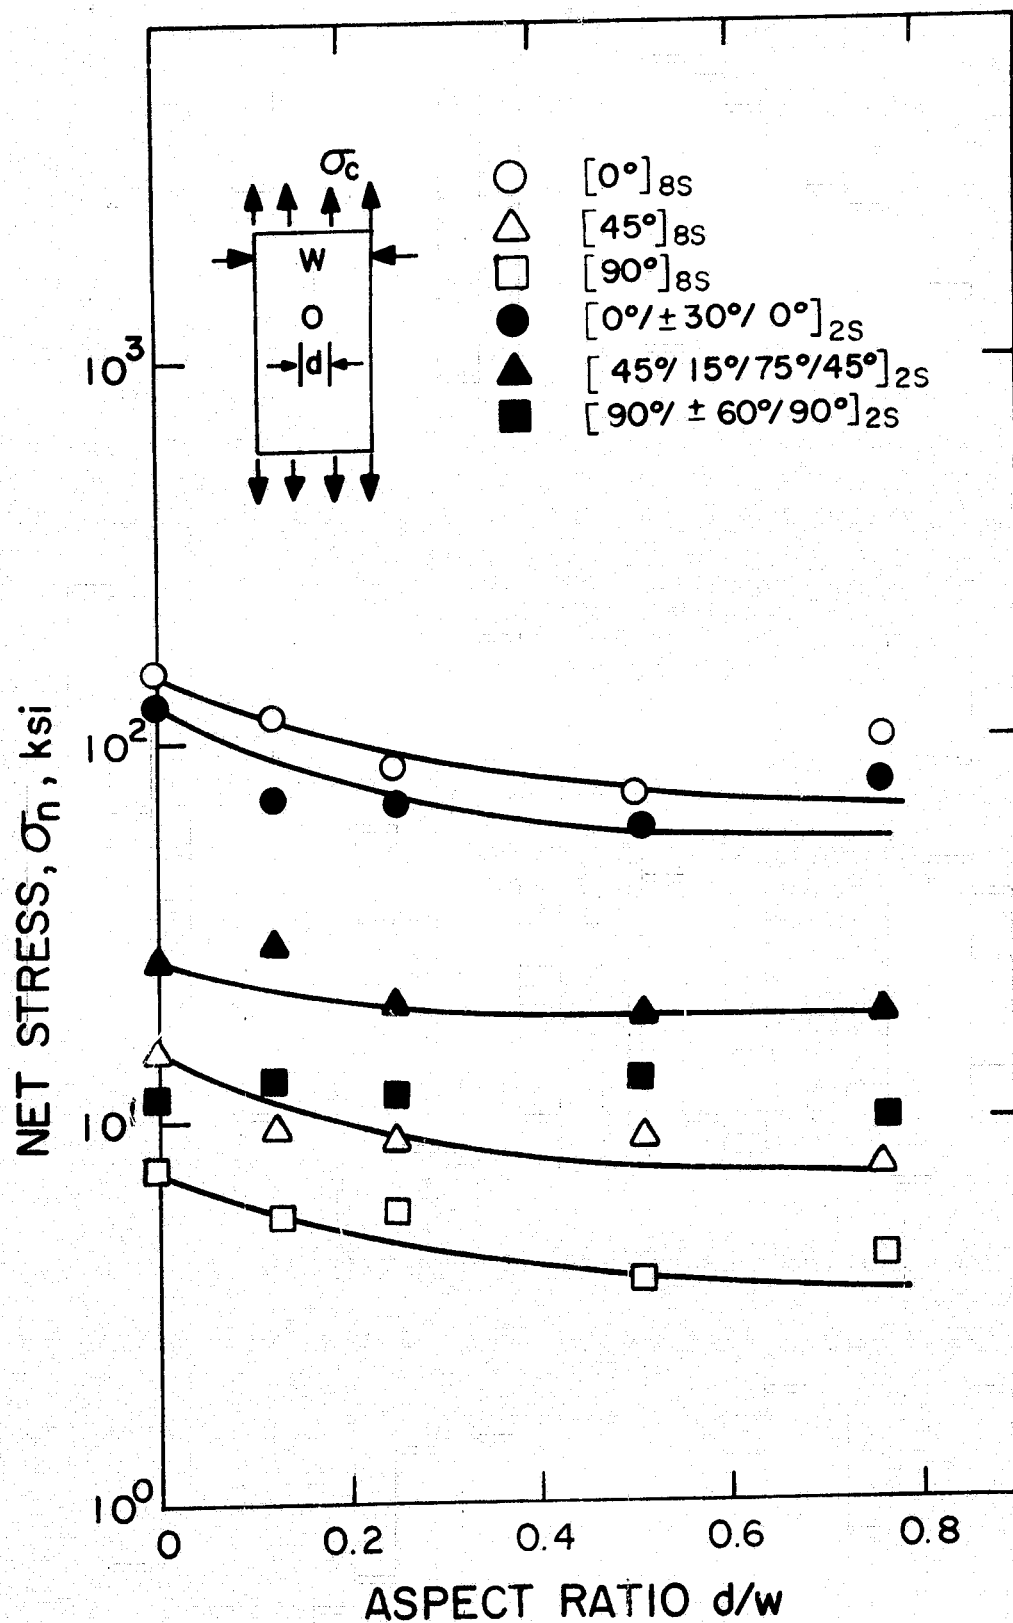 σc
W
d
[0°]8S
[45°]8S
[90°]8S
[0°/±30°/0°]2S
[45°/15°/75°/45°]2S
[90°/±60°/90°]2S
10³
10²
10¹
10⁰
NET STRESS, σn, ksi
0 0.2 0.4 0.6 0.8
ASPECT RATIO d/w